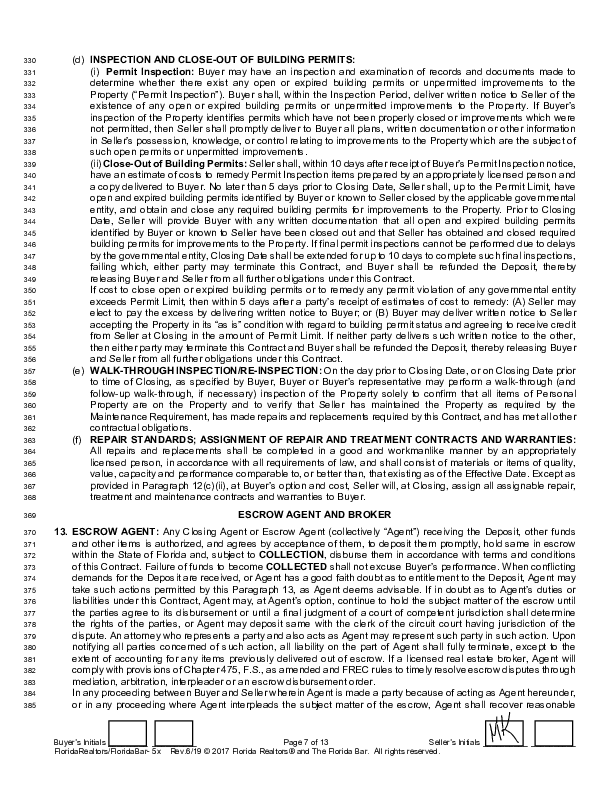 330 (d) INSPECTION AND CLOSE-OUT OF BUILDING PERMITS:
331 (i) Permit Inspection: Buyer may have an inspection and examination of records and documents made to
332 determine whether there exist any open or expired building permits or unpermitted improvements to the
333 Property ("Permit Inspection"). Buyer shall, within the Inspection Period, deliver written notice to Seller of the
334 existence of any open or expired building permits or unpermitted improvements to the Property. If Buyer's
335 inspection of the Property identifies permits which have not been properly closed or improvements which were
336 not permitted, then Seller shall promptly deliver to Buyer all plans, written documentation or other information
337 in Seller's possession, knowledge, or control relating to improvements to the Property which are the subject of
338 such open permits or unpermitted improvements.
339 (ii) Close-Out of Building Permits: Seller shall, within 10 days after receipt of Buyer's Permit Inspection notice,
340 have an estimate of costs to remedy Permit Inspection items prepared by an appropriately licensed person and
341 a copy delivered to Buyer. No later than 5 days prior to Closing Date, Seller shall, up to the Permit Limit, have
342 open and expired building permits identified by Buyer or known to Seller closed by the applicable governmental
343 entity, and obtain and close any required building permits for improvements to the Property. Prior to Closing
344 Date, Seller will provide Buyer with any written documentation that all open and expired building permits
345 identified by Buyer or known to Seller have been closed out and that Seller has obtained and closed required
346 building permits for improvements to the Property. If final permit inspections cannot be performed due to delays
347 by the governmental entity, Closing Date shall be extended for up to 10 days to complete such final inspections,
348 failing which, either party may terminate this Contract, and Buyer shall be refunded the Deposit, thereby
349 releasing Buyer and Seller from all further obligations under this Contract.
350 If cost to close open or expired building permits or to remedy any permit violation of any governmental entity
351 exceeds Permit Limit, then within 5 days after a party's receipt of estimates of cost to remedy: (A) Seller may
352 elect to pay the excess by delivering written notice to Buyer; or (B) Buyer may deliver written notice to Seller
353 accepting the Property in its "as is" condition with regard to building permit status and agreeing to receive credit
354 from Seller at Closing in the amount of Permit Limit. If neither party delivers such written notice to the other,
355 then either party may terminate this Contract and Buyer shall be refunded the Deposit, thereby releasing Buyer
356 and Seller from all further obligations under this Contract.
357 (e) WALK-THROUGH INSPECTION/RE-INSPECTION: On the day prior to Closing Date, or on Closing Date prior
358 to time of Closing, as specified by Buyer, Buyer or Buyer's representative may perform a walk-through (and
359 follow-up walk-through, if necessary) inspection of the Property solely to confirm that all items of Personal
360 Property are on the Property and to verify that Seller has maintained the Property as required by the
361 Maintenance Requirement, has made repairs and replacements required by this Contract, and has met all other
362 contractual obligations.
363 (f) REPAIR STANDARDS; ASSIGNMENT OF REPAIR AND TREATMENT CONTRACTS AND WARRANTIES:
364 All repairs and replacements shall be completed in a good and workmanlike manner by an appropriately
365 licensed person, in accordance with all requirements of law, and shall consist of materials or items of quality,
366 value, capacity and performance comparable to, or better than, that existing as of the Effective Date. Except as
367 provided in Paragraph 12(c)(ii), at Buyer's option and cost, Seller will, at Closing, assign all assignable repair,
368 treatment and maintenance contracts and warranties to Buyer.
369 ESCROW AGENT AND BROKER
370 13. ESCROW AGENT: Any Closing Agent or Escrow Agent (collectively "Agent") receiving the Deposit, other funds
371 and other items is authorized, and agrees by acceptance of them, to deposit them promptly, hold same in escrow
372 within the State of Florida and, subject to COLLECTION, disburse them in accordance with terms and conditions
373 of this Contract. Failure of funds to become COLLECTED shall not excuse Buyer's performance. When conflicting
374 demands for the Deposit are received, or Agent has a good faith doubt as to entitlement to the Deposit, Agent may
375 take such actions permitted by this Paragraph 13, as Agent deems advisable. If in doubt as to Agent's duties or
376 liabilities under this Contract, Agent may, at Agent's option, continue to hold the subject matter of the escrow until
377 the parties agree to its disbursement or until a final judgment of a court of competent jurisdiction shall determine
378 the rights of the parties, or Agent may deposit same with the clerk of the circuit court having jurisdiction of the
379 dispute. An attorney who represents a party and also acts as Agent may represent such party in such action. Upon
380 notifying all parties concerned of such action, all liability on the part of Agent shall fully terminate, except to the
381 extent of accounting for any items previously delivered out of escrow. If a licensed real estate broker, Agent will
382 comply with provisions of Chapter 475, F.S., as amended and FREC rules to timely resolve escrow disputes through
383 mediation, arbitration, interpleader or an escrow disbursement order.
384 In any proceeding between Buyer and Seller wherein Agent is made a party because of acting as Agent hereunder,
385 or in any proceeding where Agent interpleads the subject matter of the escrow, Agent shall recover reasonable
Buyer's Initials Page 7 of 13 Seller's Initials MK
FloridaRealtors/FloridaBar- 5x Rev.6/19 © 2017 Florida Realtors® and The Florida Bar. All rights reserved.